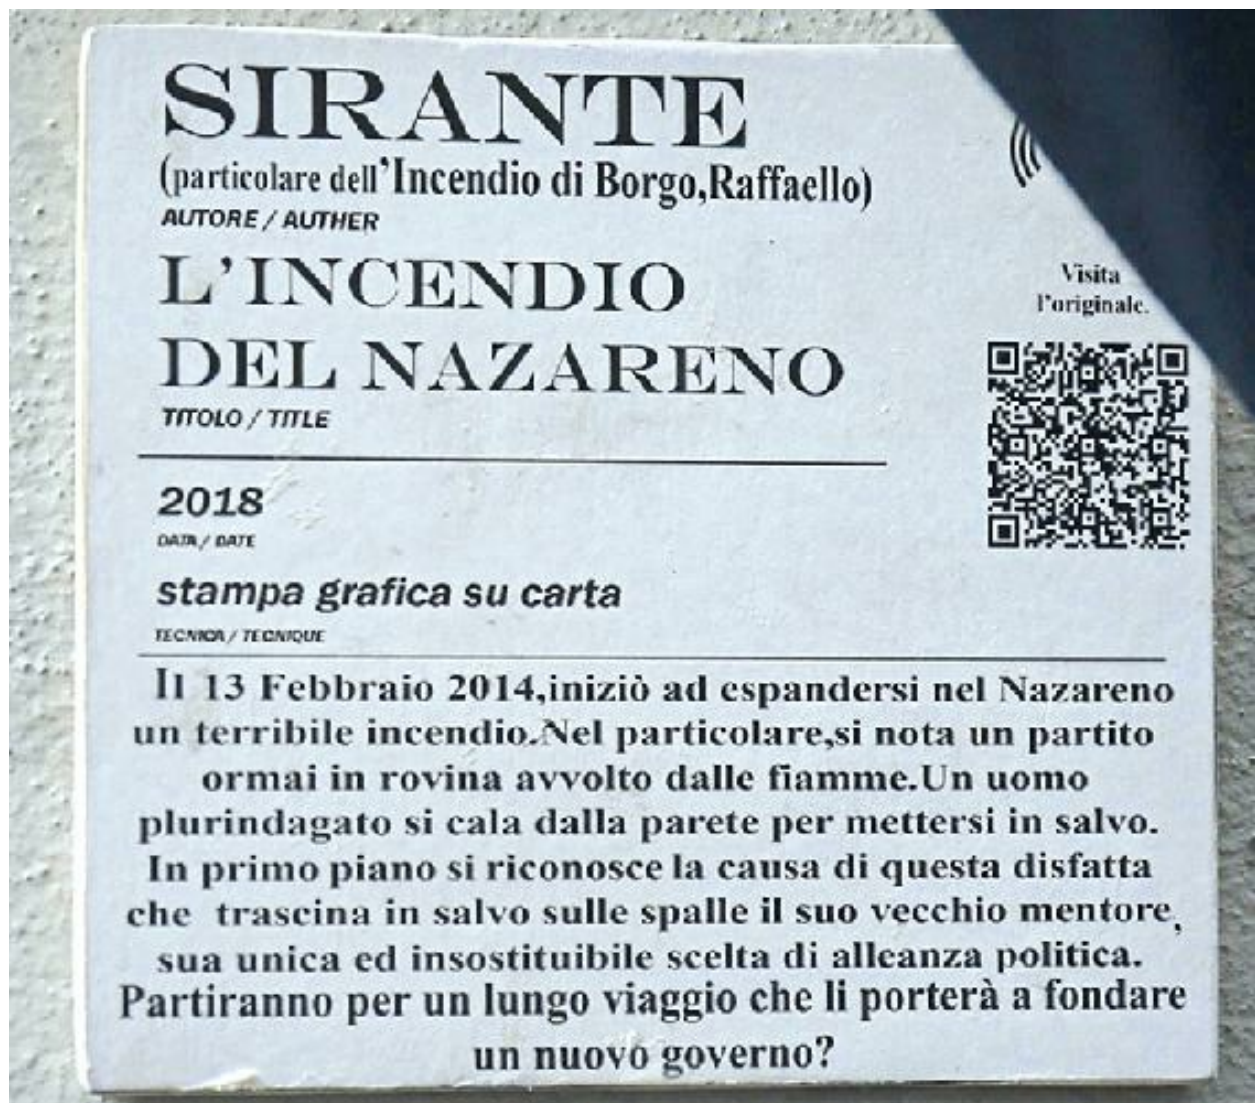 SIRANTE
(particolare dell'Incendio di Borgo,Raffaello)
AUTORE / AUTHER
L'INCENDIO
DEL NAZARENO
TITOLO / TITLE
Visita
l'originale.
2018
DATA / DATE
stampa grafica su carta
TECNICA / TECNIQUE
Il 13 Febbraio 2014,iniziò ad espandersi nel Nazareno
un terribile incendio.Nel particolare,si nota un partito
ormai in rovina avvolto dalle fiamme.Un uomo
plurindagato si cala dalla parete per mettersi in salvo.
In primo piano si riconosce la causa di questa disfatta
che trascina in salvo sulle spalle il suo vecchio mentore,
sua unica ed insostituibile scelta di alleanza politica.
Partiranno per un lungo viaggio che li porterà a fondare
un nuovo governo?